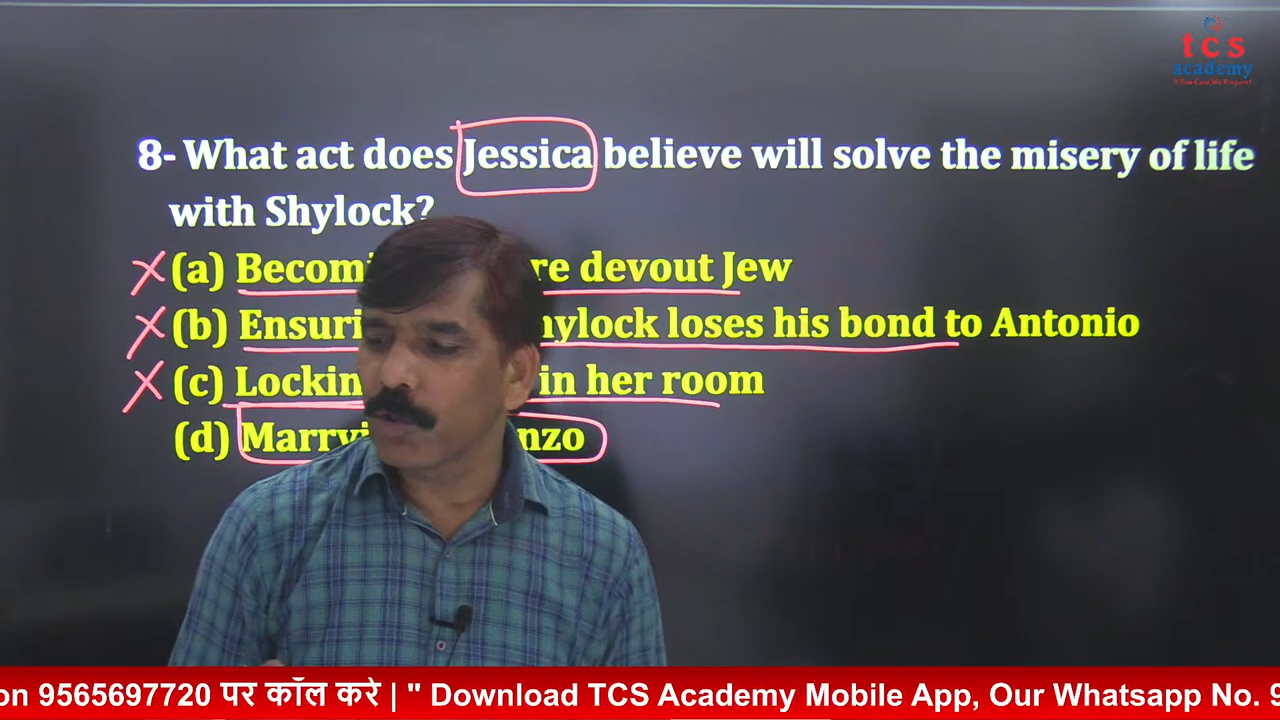 tcs
academy
8- What act does Jessica believe will solve the misery of life
with Shylock?
(a) Becomi re devout Jew
(b) Ensuri hylock loses his bond to Antonio
(c) Lockin in her room
(d) Marryi nzo
on 9565697720 पर कॉल करे | " Download TCS Academy Mobile App, Our Whatsapp No. 9